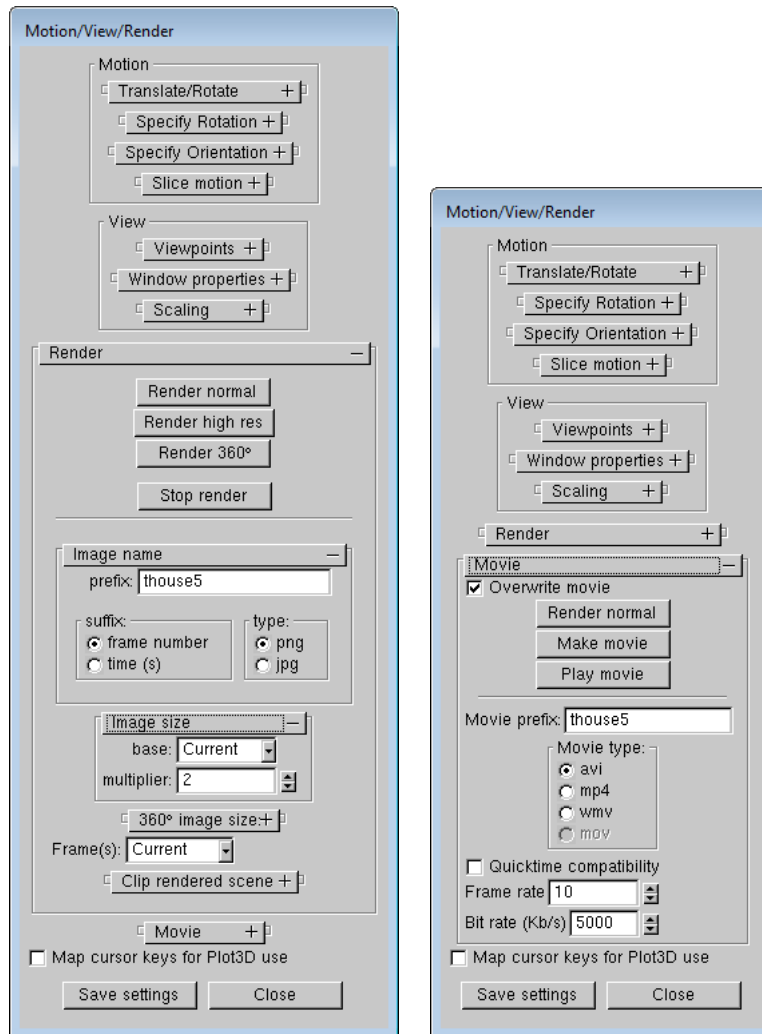 Motion/View/Render
Motion
Translate/Rotate +
Specify Rotation +
Specify Orientation +
Slice motion +
View
Viewpoints +
Window properties +
Scaling +
Render −
Render normal
Render high res
Render 360°
Stop render
Image name −
prefix: thouse5
suffix: type:
frame number png
time (s) jpg
Image size −
base: Current
multiplier: 2
360° image size:+
Frame(s): Current
Clip rendered scene +
Movie +
Map cursor keys for Plot3D use
Save settings Close
Motion/View/Render
Motion
Translate/Rotate +
Specify Rotation +
Specify Orientation +
Slice motion +
View
Viewpoints +
Window properties +
Scaling +
Render +
Movie −
Overwrite movie
Render normal
Make movie
Play movie
Movie prefix: thouse5
Movie type:
avi
mp4
wmv
mov
Quicktime compatibility
Frame rate 10
Bit rate (Kb/s) 5000
Map cursor keys for Plot3D use
Save settings Close